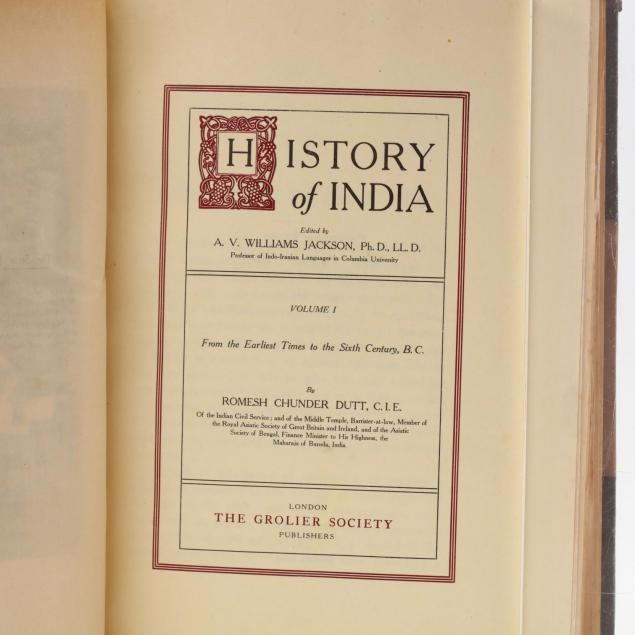 HISTORY
of INDIA
Edited by
A. V. WILLIAMS JACKSON, Ph. D., LL. D.
Professor of Indo-Iranian Languages in Columbia University
VOLUME I
From the Earliest Times to the Sixth Century, B. C.
By
ROMESH CHUNDER DUTT, C. I. E.
Of the Indian Civil Service; and of the Middle Temple, Barrister-at-law, Member of
the Royal Asiatic Society of Great Britain and Ireland, and of the Asiatic
Society of Bengal, Finance Minister to His Highness, the
Maharaja of Baroda, India
LONDON
THE GROLIER SOCIETY
PUBLISHERS